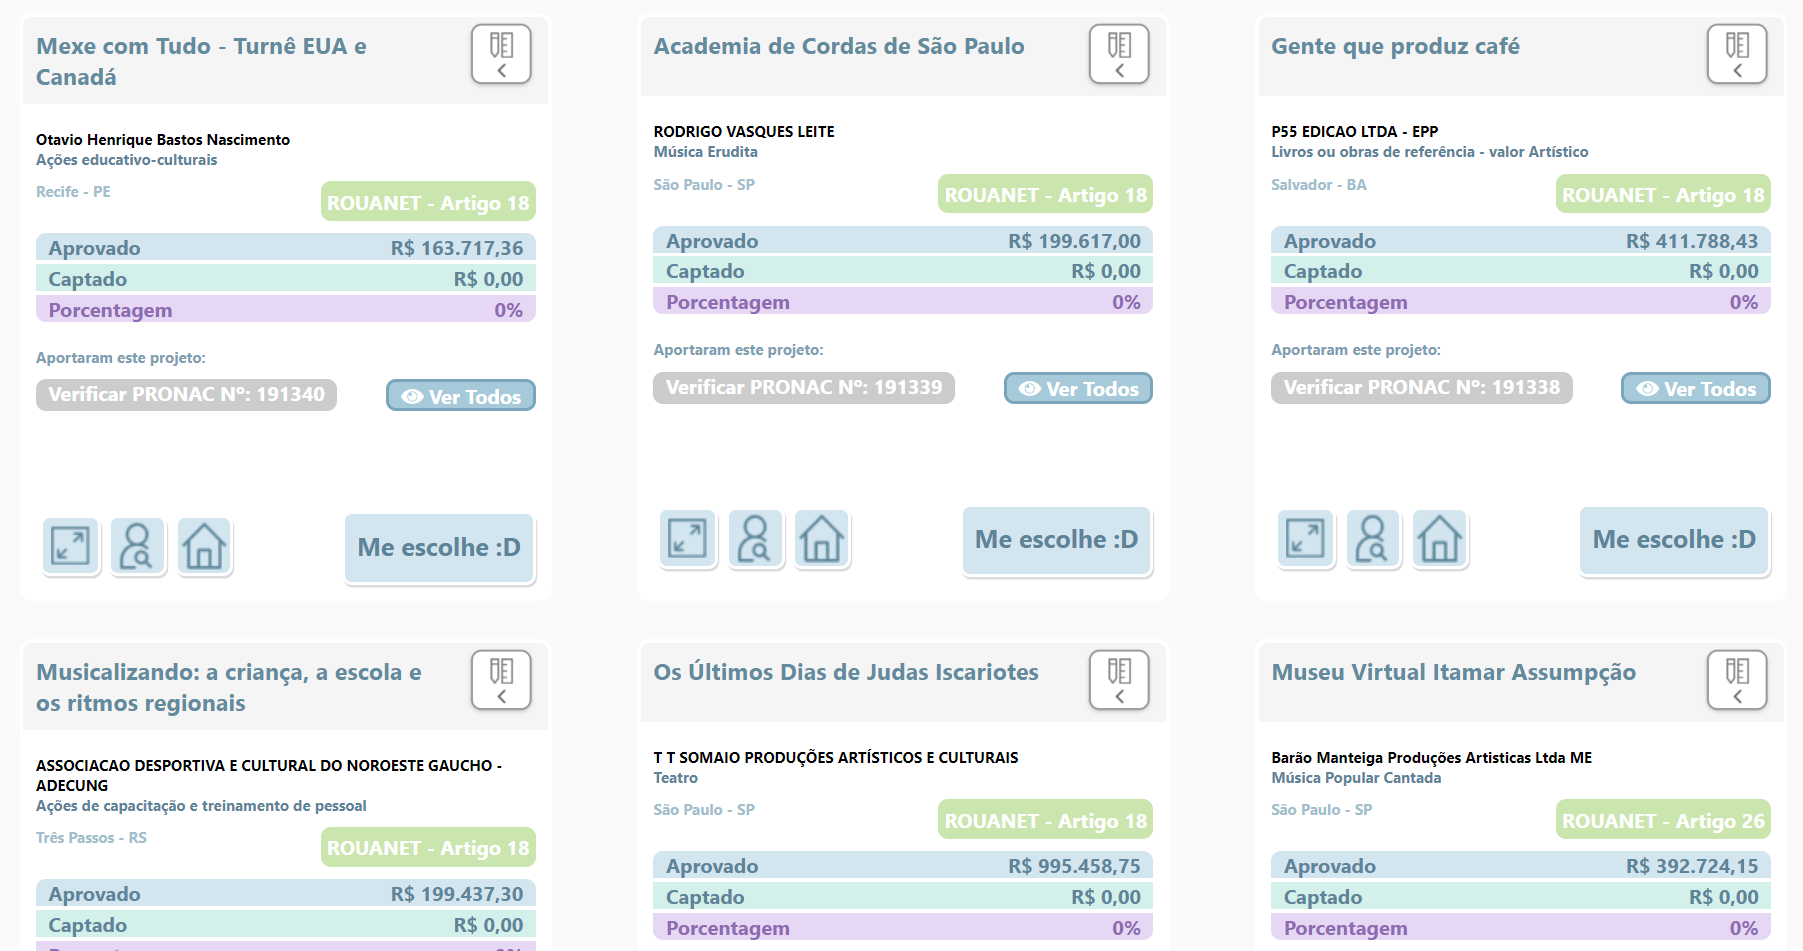 Mexe com Tudo - Turnê EUA e
Canadá
Otavio Henrique Bastos Nascimento
Ações educativo-culturais
Recife - PE
ROUANET - Artigo 18
Aprovado R$ 163.717,36
Captado R$ 0,00
Porcentagem 0%
Aportaram este projeto:
Verificar PRONAC Nº: 191340
Ver Todos
Me escolhe :D
Academia de Cordas de São Paulo
RODRIGO VASQUES LEITE
Música Erudita
São Paulo - SP
ROUANET - Artigo 18
Aprovado R$ 199.617,00
Captado R$ 0,00
Porcentagem 0%
Aportaram este projeto:
Verificar PRONAC Nº: 191339
Ver Todos
Me escolhe :D
Gente que produz café
P55 EDICAO LTDA - EPP
Livros ou obras de referência - valor Artístico
Salvador - BA
ROUANET - Artigo 18
Aprovado R$ 411.788,43
Captado R$ 0,00
Porcentagem 0%
Aportaram este projeto:
Verificar PRONAC Nº: 191338
Ver Todos
Me escolhe :D
Musicalizando: a criança, a escola e
os ritmos regionais
ASSOCIACAO DESPORTIVA E CULTURAL DO NOROESTE GAUCHO -
ADECUNG
Ações de capacitação e treinamento de pessoal
Três Passos - RS
ROUANET - Artigo 18
Aprovado R$ 199.437,30
Captado R$ 0,00
Os Últimos Dias de Judas Iscariotes
T T SOMAIO PRODUÇÕES ARTÍSTICOS E CULTURAIS
Teatro
São Paulo - SP
ROUANET - Artigo 18
Aprovado R$ 995.458,75
Captado R$ 0,00
Porcentagem 0%
Museu Virtual Itamar Assumpção
Barão Manteiga Produções Artisticas Ltda ME
Música Popular Cantada
São Paulo - SP
ROUANET - Artigo 26
Aprovado R$ 392.724,15
Captado R$ 0,00
Porcentagem 0%